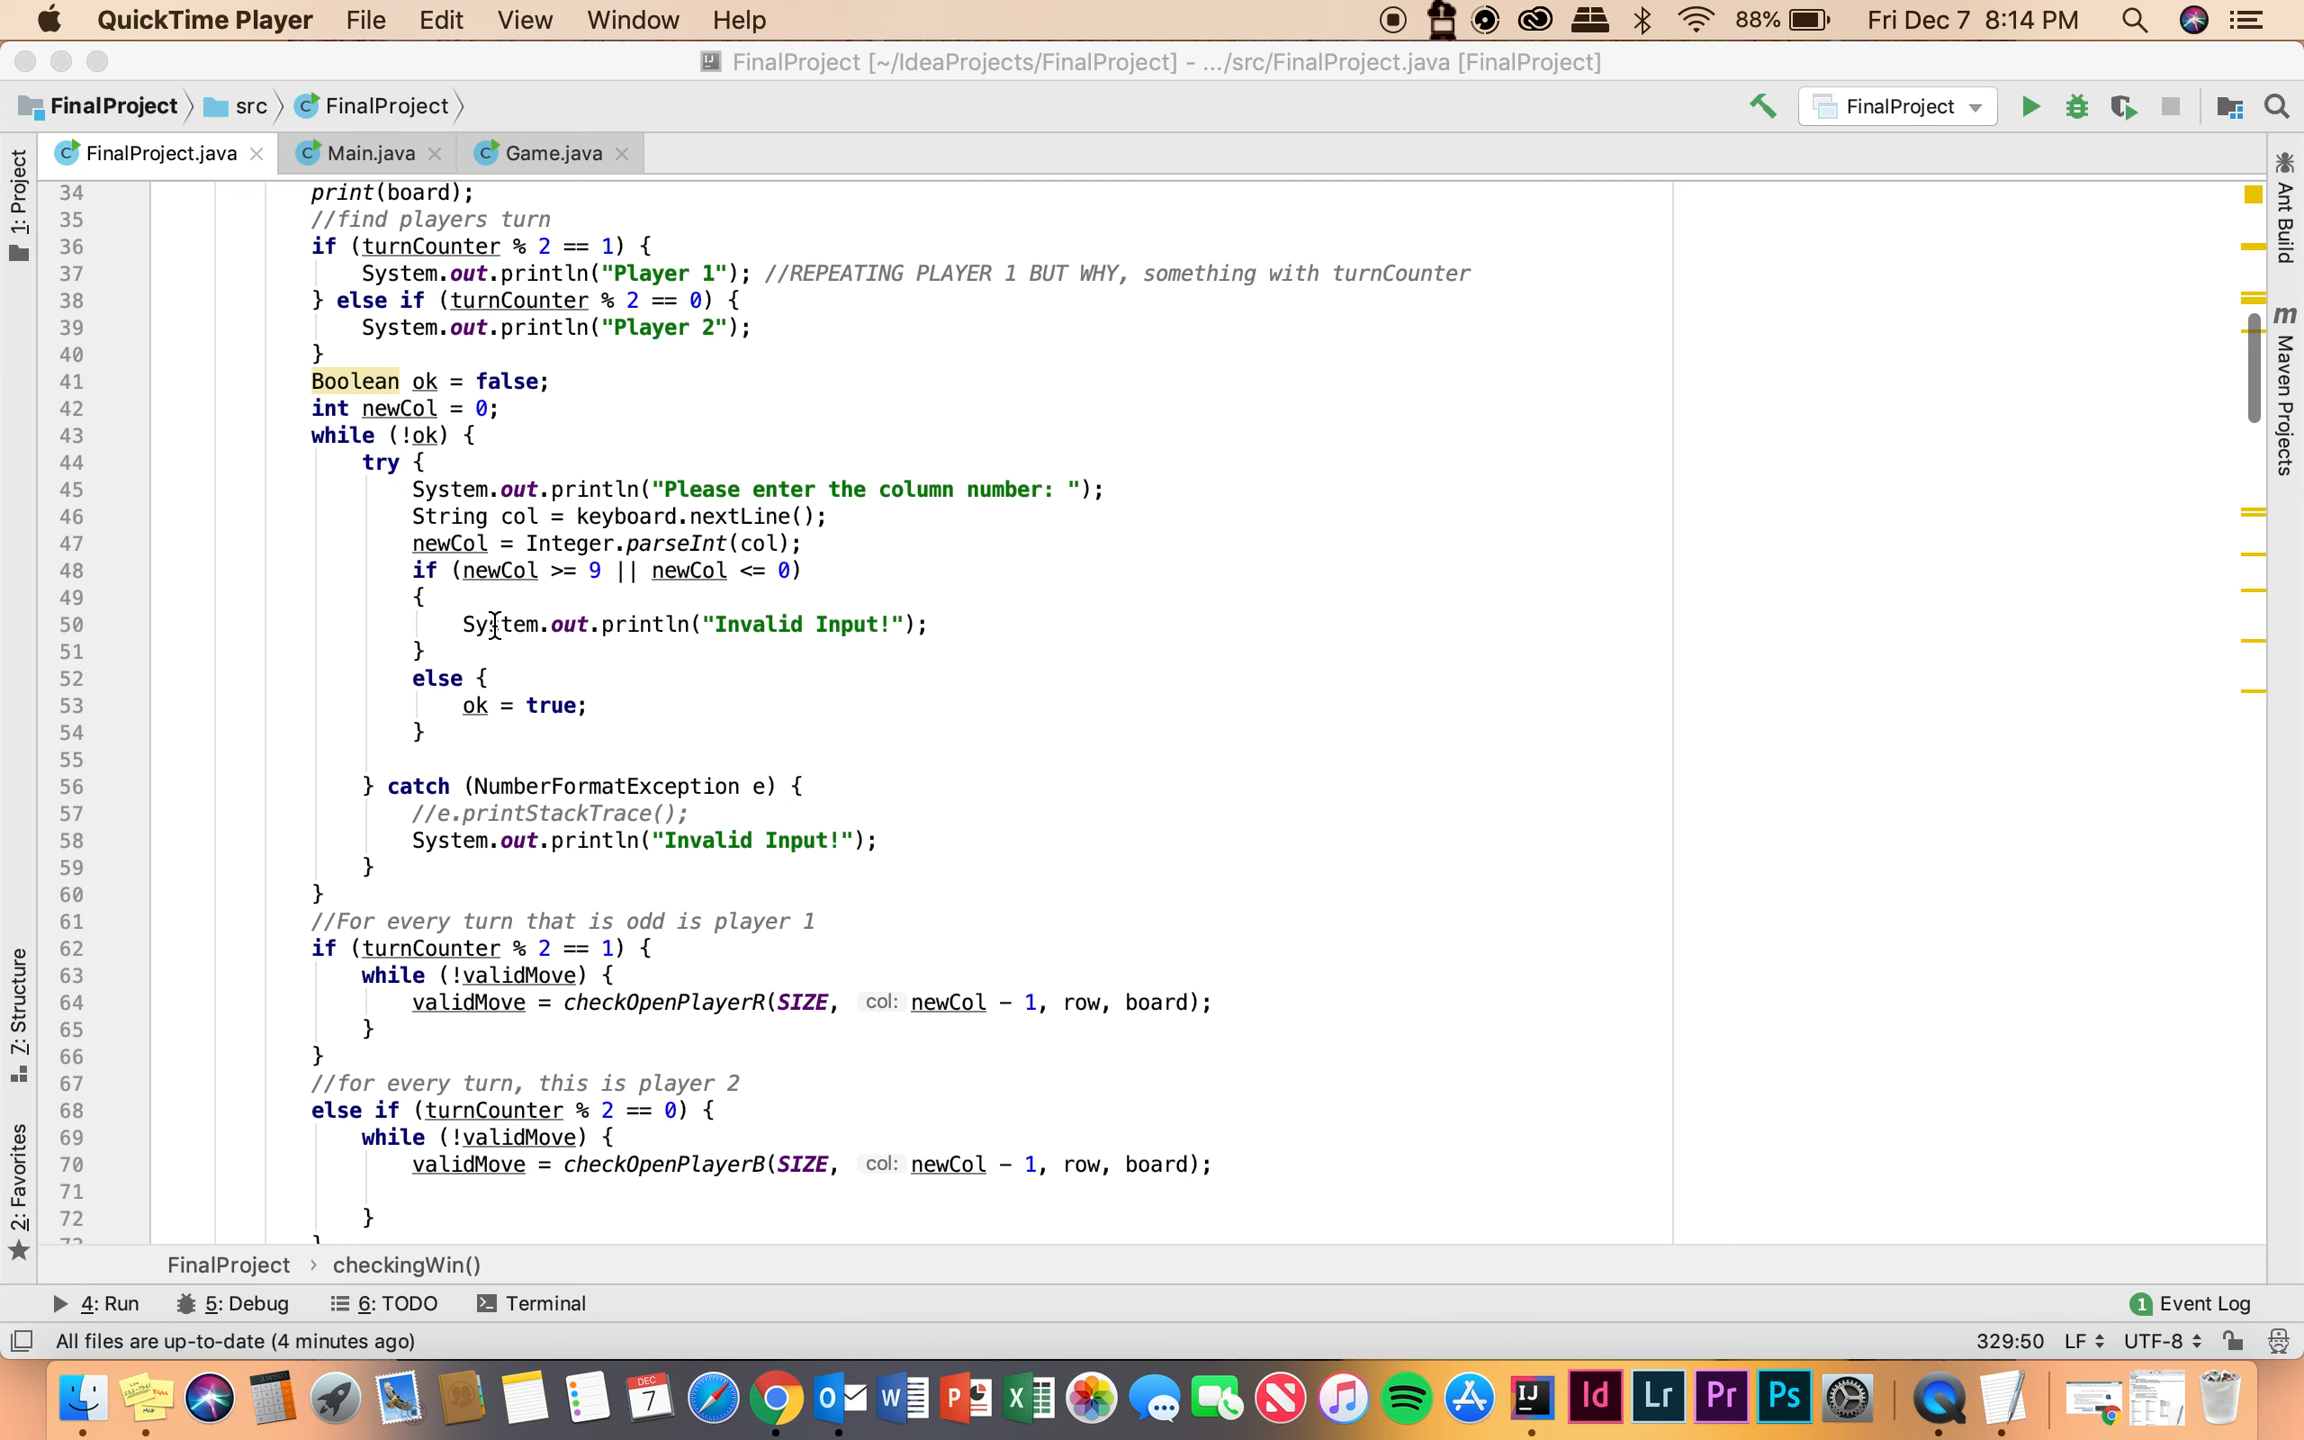 QuickTime Player File Edit View Window Help 88% Fri Dec 7 8:14 PM
FinalProject [~/IdeaProjects/FinalProject] - .../src/FinalProject.java [FinalProject]
FinalProject src FinalProject FinalProject
FinalProject.java Main.java Game.java
1: Project
7: Structure
2: Favorites
Ant Build
m Maven Projects
34 print(board);
35 //find players turn
36 if (turnCounter % 2 == 1) {
37 System.out.println("Player 1"); //REPEATING PLAYER 1 BUT WHY, something with turnCounter
38 } else if (turnCounter % 2 == 0) {
39 System.out.println("Player 2");
40 }
41 Boolean ok = false;
42 int newCol = 0;
43 while (!ok) {
44 try {
45 System.out.println("Please enter the column number: ");
46 String col = keyboard.nextLine();
47 newCol = Integer.parseInt(col);
48 if (newCol >= 9 || newCol <= 0)
49 {
50 System.out.println("Invalid Input!");
51 }
52 else {
53 ok = true;
54 }
55
56 } catch (NumberFormatException e) {
57 //e.printStackTrace();
58 System.out.println("Invalid Input!");
59 }
60 }
61 //For every turn that is odd is player 1
62 if (turnCounter % 2 == 1) {
63 while (!validMove) {
64 validMove = checkOpenPlayerR(SIZE, col: newCol - 1, row, board);
65 }
66 }
67 //for every turn, this is player 2
68 else if (turnCounter % 2 == 0) {
69 while (!validMove) {
70 validMove = checkOpenPlayerB(SIZE, col: newCol - 1, row, board);
71
72 }
73 }
FinalProject › checkingWin()
4: Run 5: Debug 6: TODO Terminal 1 Event Log
All files are up-to-date (4 minutes ago) 329:50 LF UTF-8
DEC
7
IJ Id Lr Pr Ps